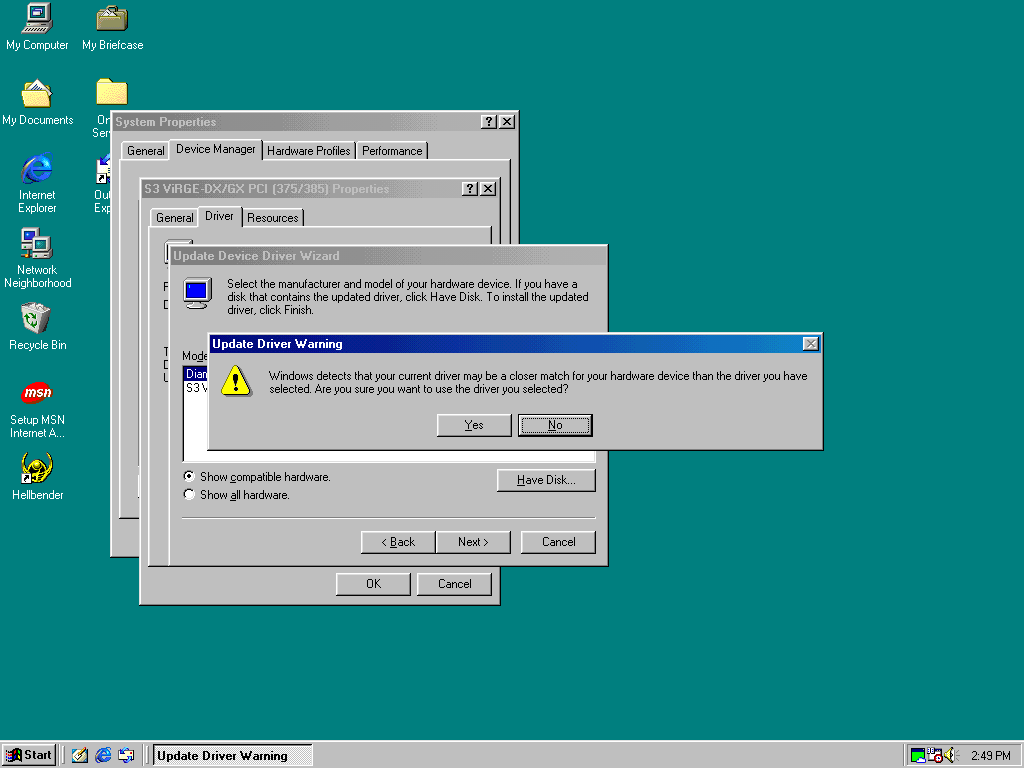 My Computer
My Briefcase
My Documents
Internet
Explorer
Network
Neighborhood
Recycle Bin
msn
Setup MSN
Internet A...
Hellbender
System Properties
General
Device Manager
Hardware Profiles
Performance
S3 ViRGE-DX/GX PCI (375/385) Properties
General
Driver
Resources
Update Device Driver Wizard
Select the manufacturer and model of your hardware device. If you have a
disk that contains the updated driver, click Have Disk. To install the updated
driver, click Finish.
Update Driver Warning
Windows detects that your current driver may be a closer match for your hardware device than the driver you have
selected. Are you sure you want to use the driver you selected?
Yes
No
S3
Show compatible hardware.
Show all hardware.
Have Disk...
< Back
Next >
Cancel
OK
Cancel
Start
Update Driver Warning
2:49 PM